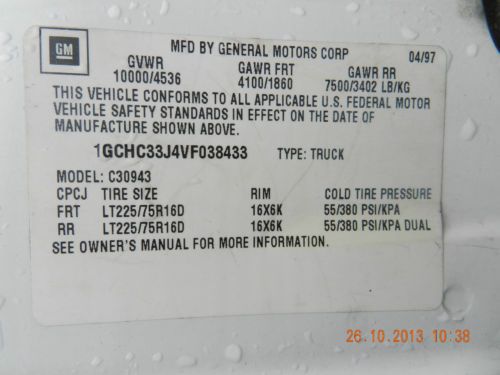 GM
MFD BY GENERAL MOTORS CORP 04/97
GVWR GAWR FRT GAWR RR
10000/4536 4100/1860 7500/3402 LB/KG
THIS VEHICLE CONFORMS TO ALL APPLICABLE U.S. FEDERAL MOTOR
VEHICLE SAFETY STANDARDS IN EFFECT ON THE DATE OF
MANUFACTURE SHOWN ABOVE.
1GCHC33J4VF038433 TYPE: TRUCK
MODEL: C30943
CPCJ TIRE SIZE RIM COLD TIRE PRESSURE
FRT LT225/75R16D 16X6K 55/380 PSI/KPA
RR LT225/75R16D 16X6K 55/380 PSI/KPA DUAL
SEE OWNER'S MANUAL FOR MORE INFORMATION.
26.10.2013 10:38